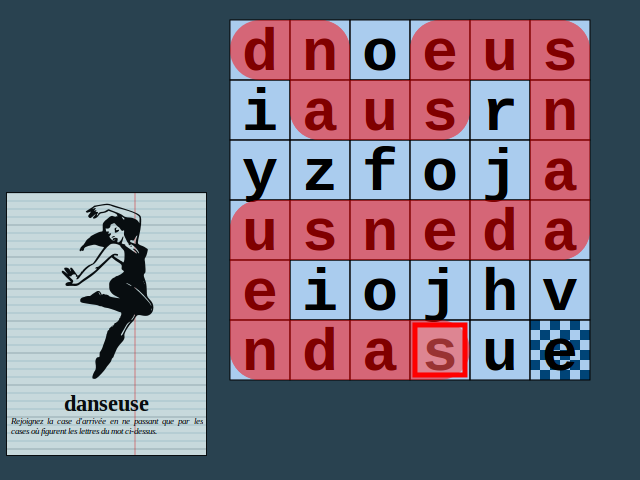 d n o e u s
i a u s r n
y z f o j a
u s n e d a
e i o j h v
n d a s u e
danseuse
Rejoignez la case d'arrivée en ne passant que par les
cases où figurent les lettres du mot ci-dessus.